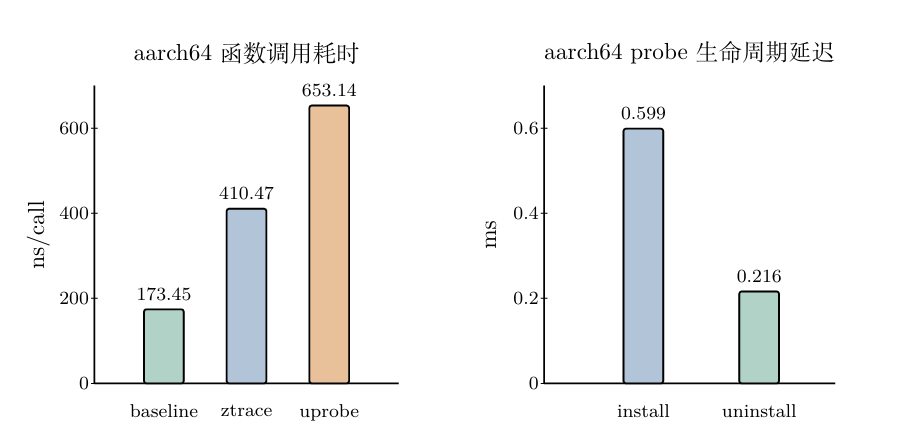 aarch64 函数调用耗时
653.14
600
410.47
400
ns/call
200
173.45
0
baseline ztrace uprobe
aarch64 probe 生命周期延迟
0.599
0.6
0.4
ms
0.216
0.2
0
install uninstall